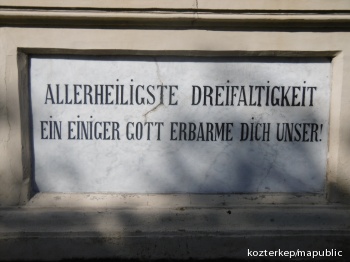 ALLERHEILIGSTE DREIFALTIGKEIT
EIN EINIGER GOTT ERBARME DICH UNSER!
kozterkep/mapublic